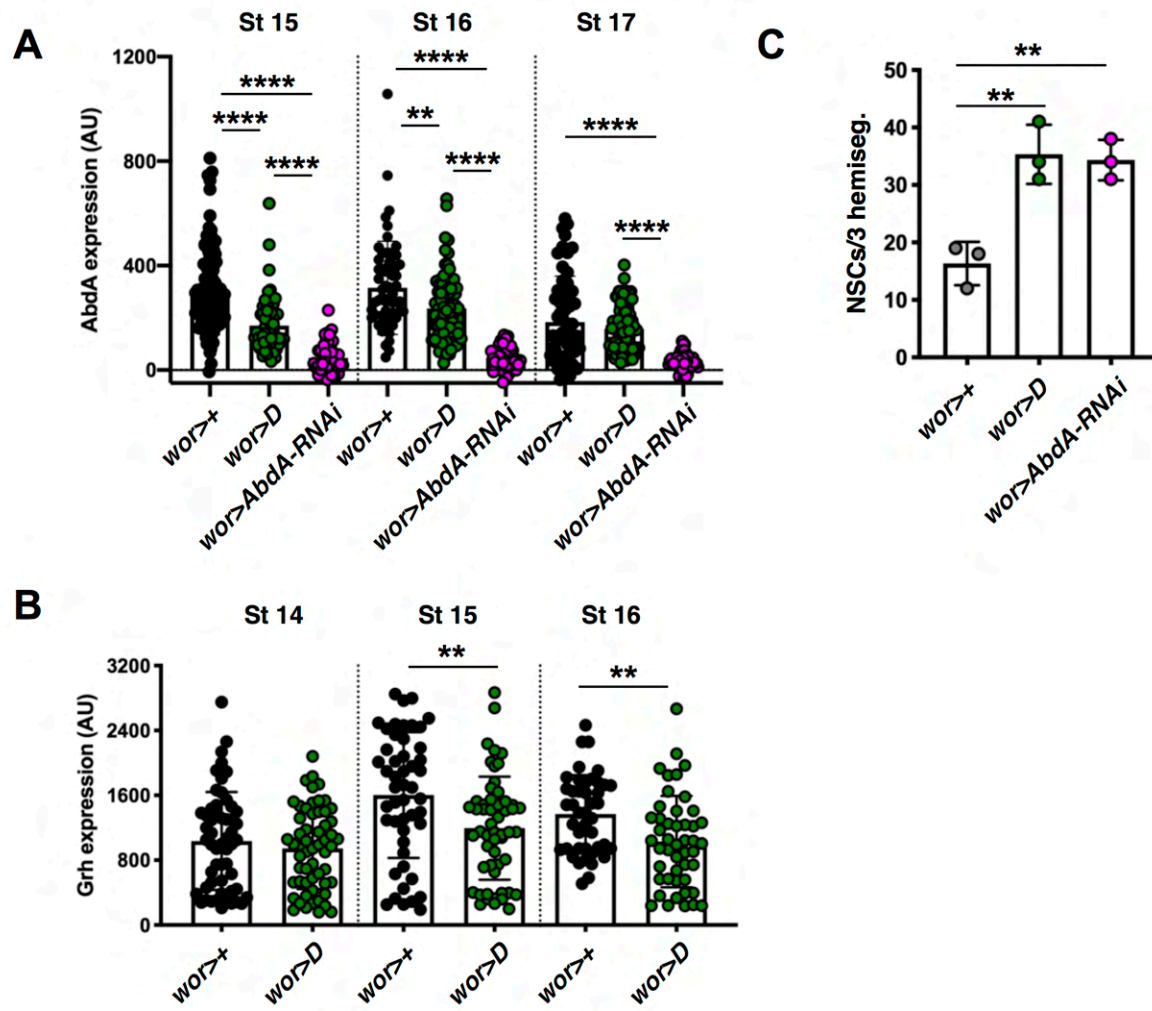 A
St 15
St 16
St 17
AbdA expression (AU)
1200
800
400
0
****
****
****
****
**
****
****
****
wor>+
wor>D
wor>AbdA-RNAi
wor>+
wor>D
wor>AbdA-RNAi
wor>+
wor>D
wor>AbdA-RNAi
C
NSCs/3 hemiseg.
50
40
30
20
10
0
**
**
wor>+
wor>D
wor>AbdA-RNAi
B
St 14
St 15
St 16
Grh expression (AU)
3200
2400
1600
800
0
**
**
wor>+
wor>D
wor>+
wor>D
wor>+
wor>D